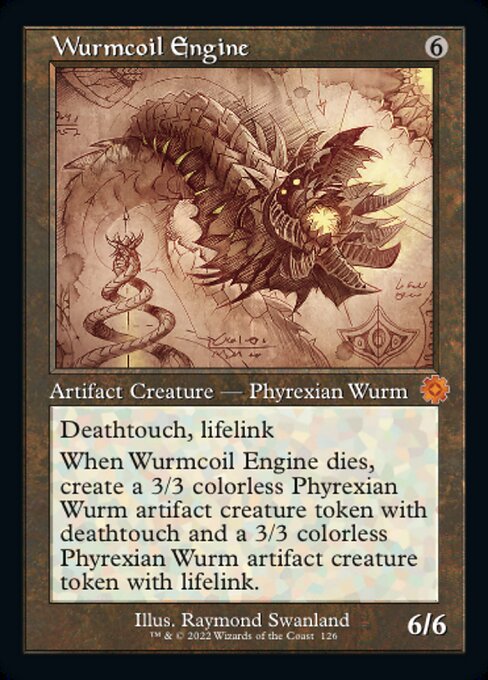 Wurmcoil Engine 6
Artifact Creature — Phyrexian Wurm
Deathtouch, lifelink
When Wurmcoil Engine dies,
create a 3/3 colorless Phyrexian
Wurm artifact creature token with
deathtouch and a 3/3 colorless
Phyrexian Wurm artifact creature
token with lifelink.
Illus. Raymond Swanland
6/6
™ & © 2022 Wizards of the Coast 126